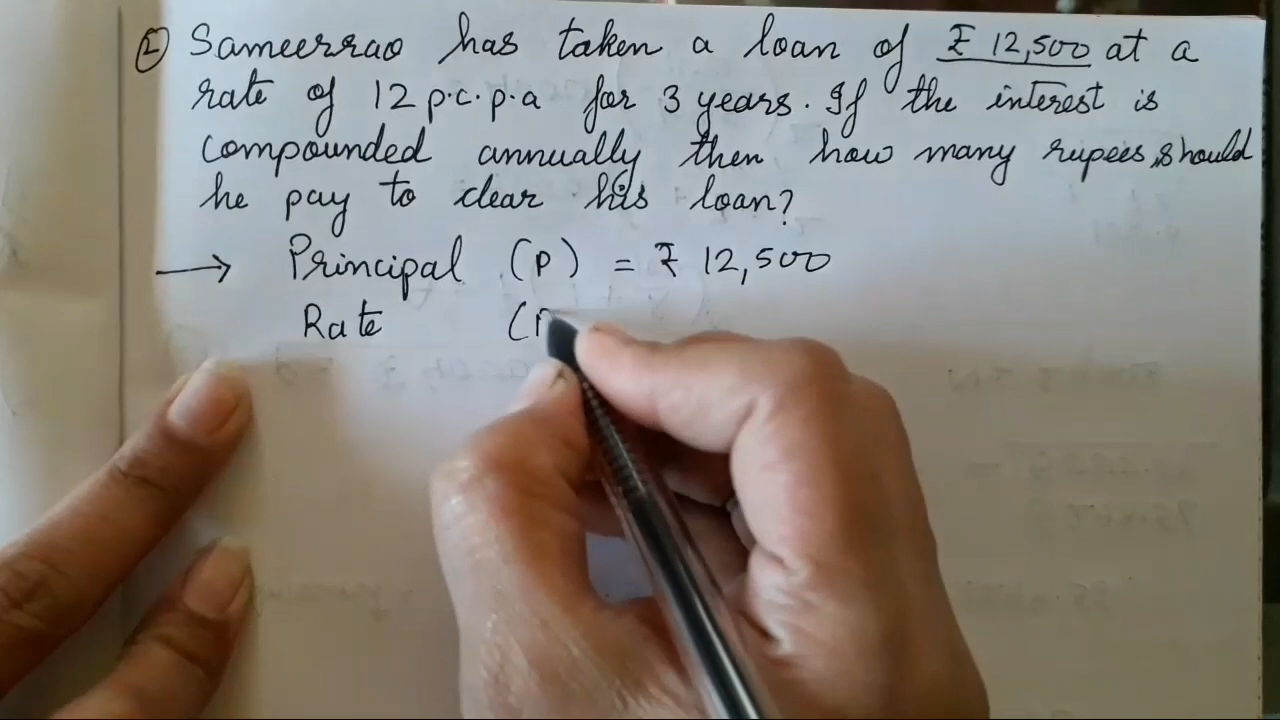 ② Sameerrao has taken a loan of ₹ 12,500 at a
rate of 12 p.c.p.a for 3 years. If the interest is
compounded annually then how many rupees should
he pay to clear his loan?
→ Principal (P) = ₹ 12,500
Rate (